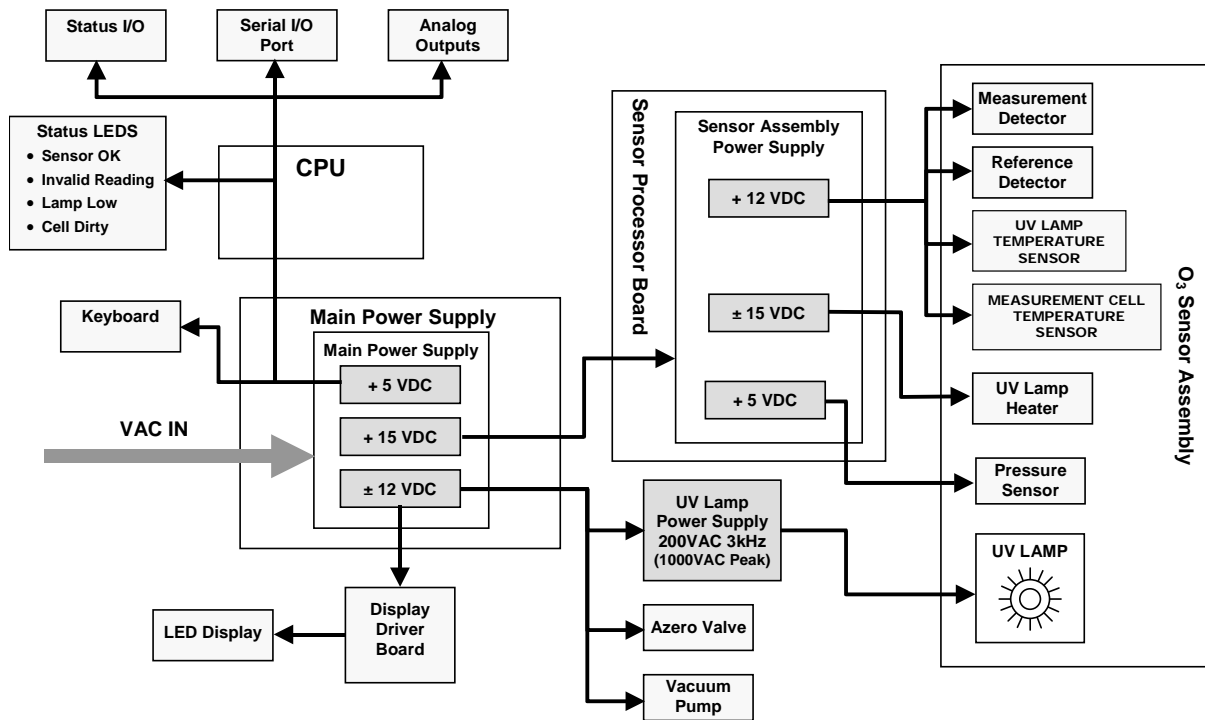 Status I/O
Serial I/O
Port
Analog
Outputs
Status LEDS
• Sensor OK
• Invalid Reading
• Lamp Low
• Cell Dirty
CPU
Keyboard
VAC IN
Main Power Supply
Main Power Supply
+ 5 VDC
+ 15 VDC
± 12 VDC
LED Display
Display
Driver
Board
Sensor Processor Board
Sensor Assembly
Power Supply
+ 12 VDC
± 15 VDC
+ 5 VDC
UV Lamp
Power Supply
200VAC 3kHz
(1000VAC Peak)
Azero Valve
Vacuum
Pump
Measurement
Detector
Reference
Detector
UV LAMP
TEMPERATURE
SENSOR
MEASUREMENT CELL
TEMPERATURE
SENSOR
UV Lamp
Heater
Pressure
Sensor
UV LAMP
O₃ Sensor Assembly